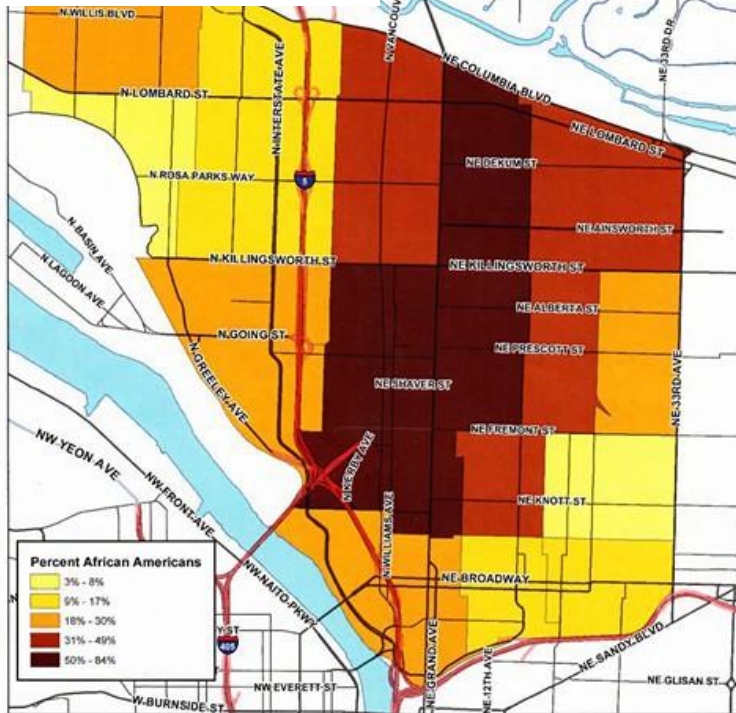 N WILLIS BLVD
N VANCOUV
NE 33RD DR
NE COLUMBIA BLVD
N INTERSTATE AVE
N LOMBARD ST
NE LOMBARD ST
NE DEKUM ST
N ROSA PARKS WAY
5
N BASIN AVE
NE AINSWORTH ST
N LAGOON AVE
N KILLINGSWORTH ST
NE KILLINGSWORTH ST
NE ALBERTA ST
N GOING ST
NE PRESCOTT ST
N GREELEY AVE
NE SHAVER ST
NE 33RD AVE
NW YEON AVE
NE FREMONT ST
N KERBY AVE
NW FRONT AVE
NE KNOTT ST
N WILLIAMS AVE
Percent African Americans
3% - 8%
9% - 17%
18% - 30%
31% - 49%
50% - 84%
NW NAITO PKWY
NE BROADWAY
Y ST
405
NE GRAND AVE
NE 12TH AVE
NE SANDY BLVD
NW EVERETT ST
NE GLISAN ST
W BURNSIDE ST